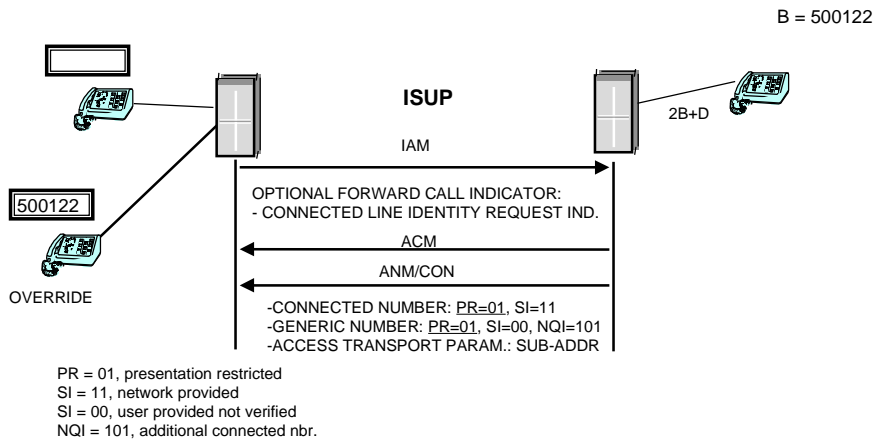 B = 500122
ISUP
2B+D
IAM
OPTIONAL FORWARD CALL INDICATOR:
- CONNECTED LINE IDENTITY REQUEST IND.
500122
ACM
ANM/CON
OVERRIDE
-CONNECTED NUMBER: PR=01, SI=11
-GENERIC NUMBER: PR=01, SI=00, NQI=101
-ACCESS TRANSPORT PARAM.: SUB-ADDR
PR = 01, presentation restricted
SI = 11, network provided
SI = 00, user provided not verified
NQI = 101, additional connected nbr.